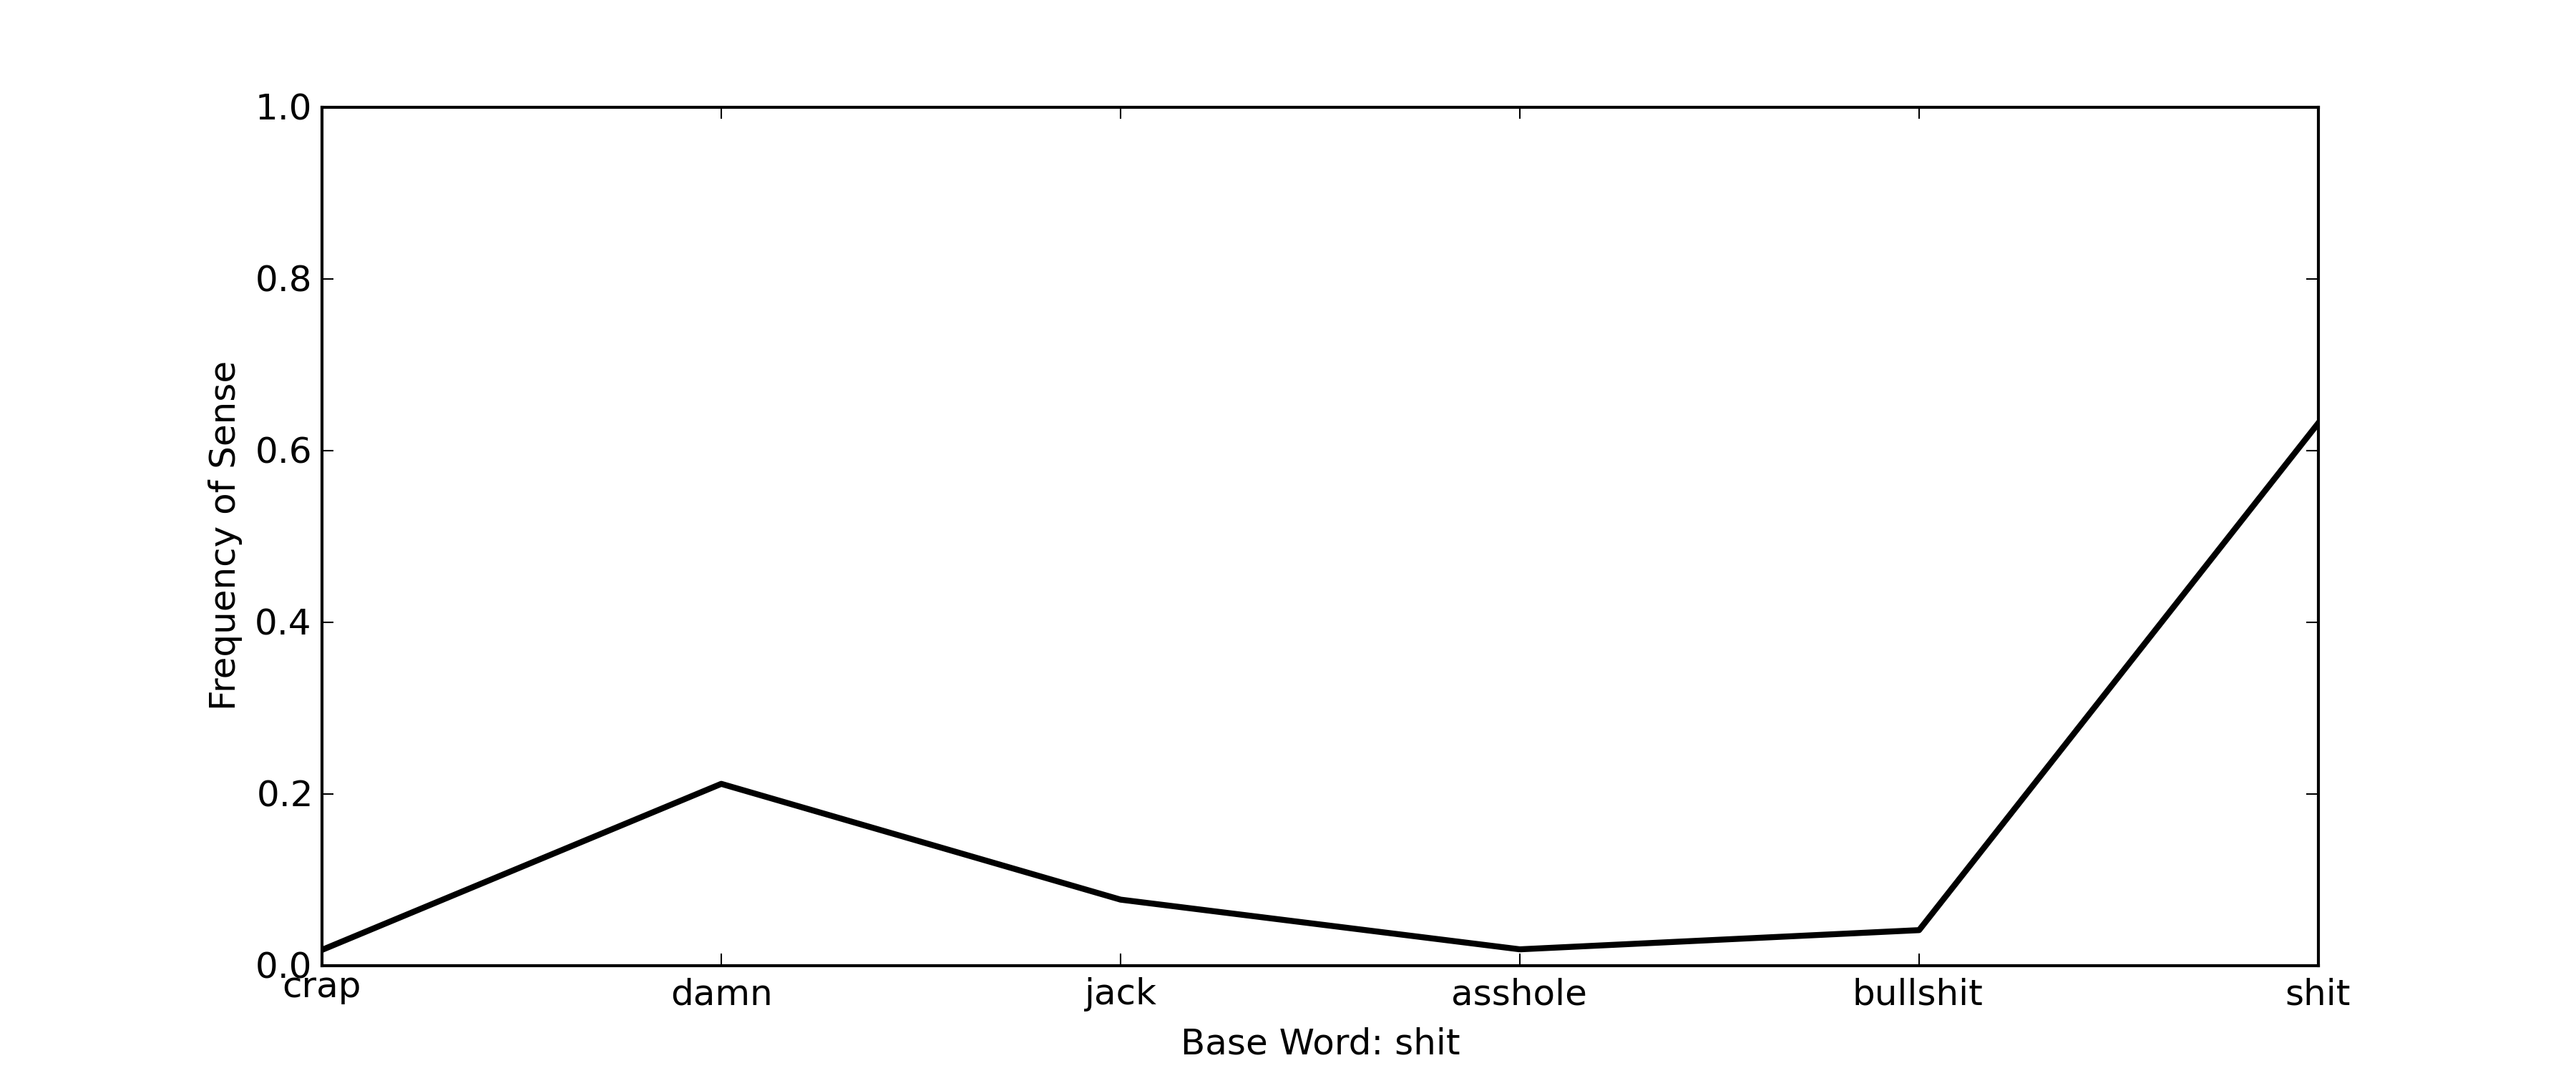 1.0
0.8
0.6
0.4
0.2
0.0
Frequency of Sense
crap
damn
jack
asshole
bullshit
shit
Base Word: shit